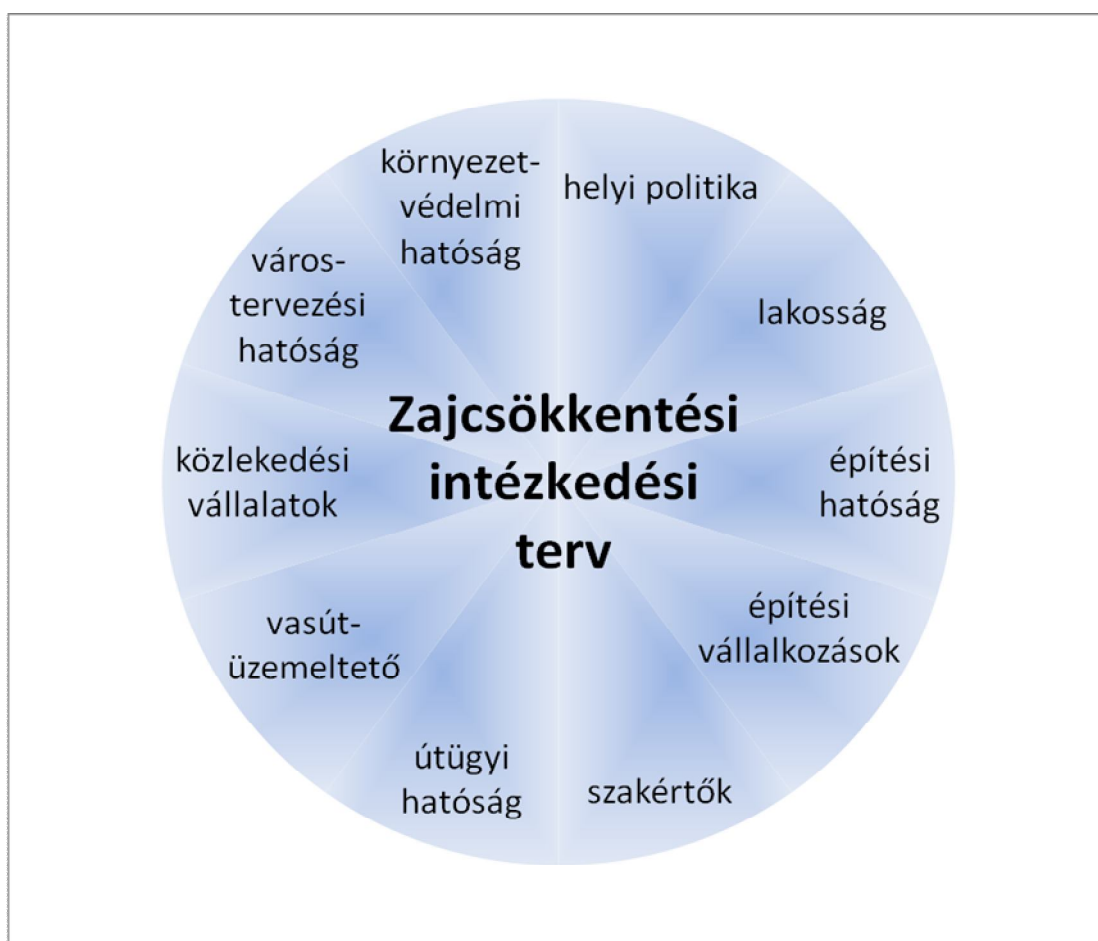 környezet-
védelmi
hatóság
helyi politika
város-
tervezési
hatóság
lakosság
Zajcsökkentési
intézkedési
terv
közlekedési
vállalatok
építési
hatóság
vasút-
üzemeltető
építési
vállalkozások
útügyi
hatóság
szakértők